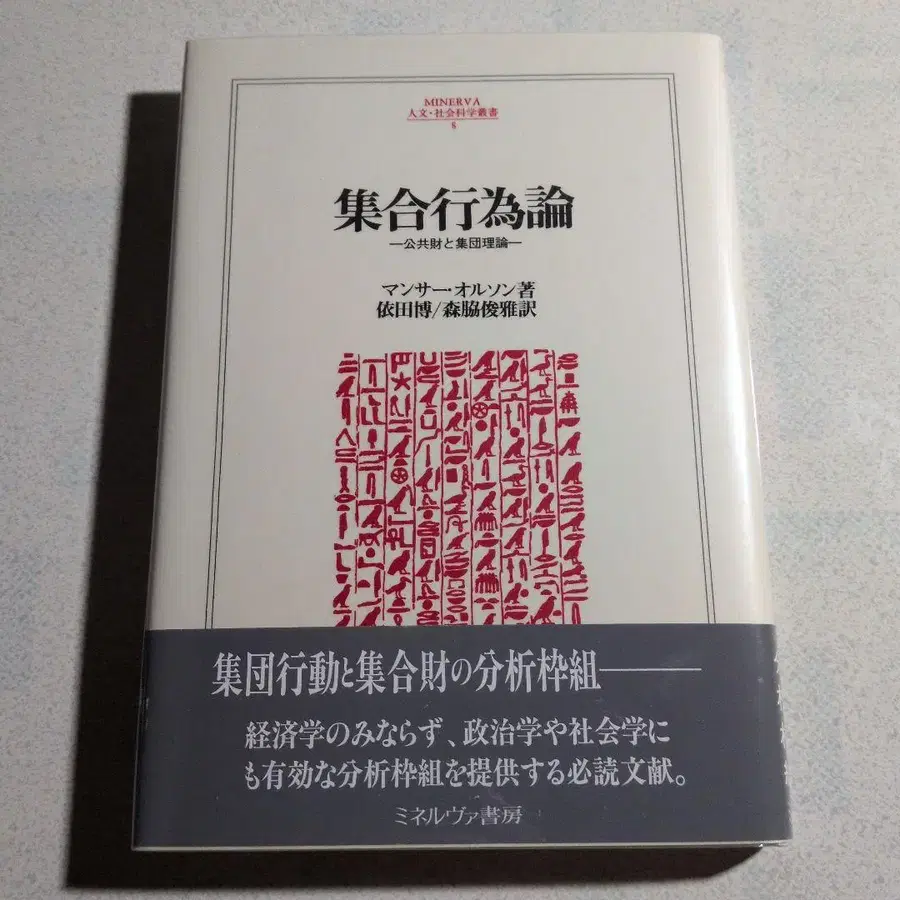 MINERVA
人文・社会科学叢書
8
集合行為論
―公共財と集団理論―
マンサー・オルソン著
依田博/森脇俊雅訳
集団行動と集合財の分析枠組――
経済学のみならず、政治学や社会学に
も有効な分析枠組を提供する必読文献。
ミネルヴァ書房